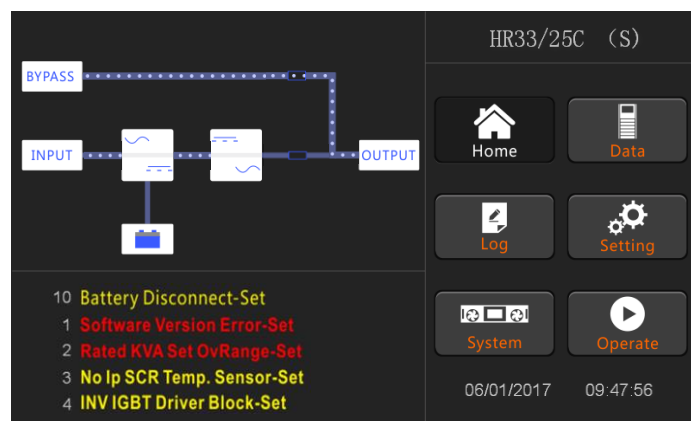 HR33/25C （S）
BYPASS
INPUT
OUTPUT
Home
Data
Log
Setting
10 Battery Disconnect-Set
1 Software Version Error-Set
2 Rated KVA Set OvRange-Set
3 No Ip SCR Temp. Sensor-Set
4 INV IGBT Driver Block-Set
System
Operate
06/01/2017 09:47:56